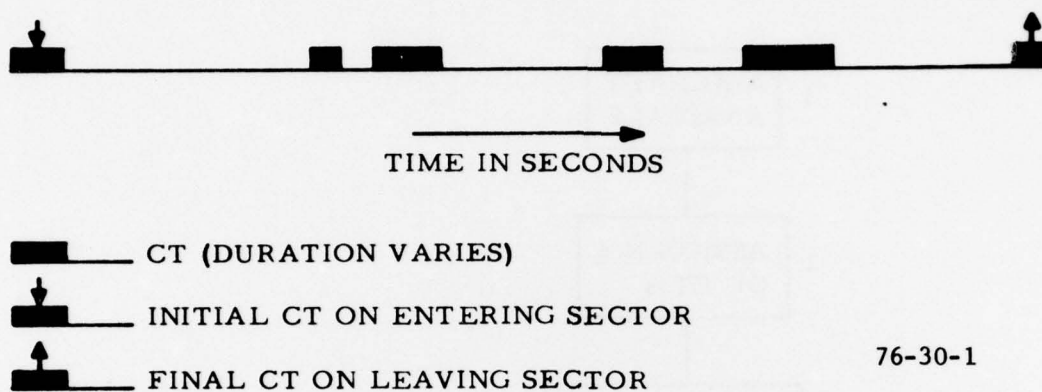 TIME IN SECONDS
CT (DURATION VARIES)
INITIAL CT ON ENTERING SECTOR
76-30-1
FINAL CT ON LEAVING SECTOR